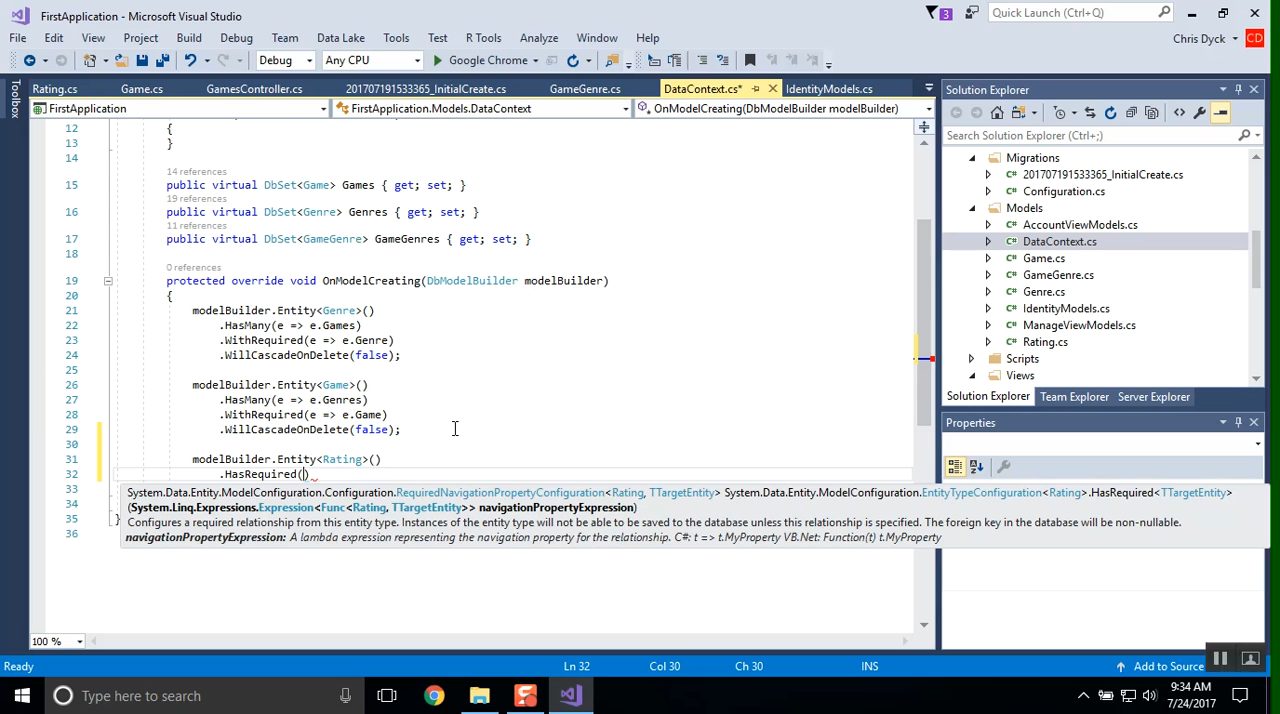 FirstApplication - Microsoft Visual Studio
3
Quick Launch (Ctrl+;)
File Edit View Project Build Debug Team Data Lake Tools Test R Tools Analyze Window Help
Chris Dyck CD
Debug Any CPU Google Chrome
Toolbox
Rating.cs Game.cs GamesController.cs 201707191533365_InitialCreate.cs GameGenre.cs DataContext.cs* IdentityModels.cs
FirstApplication FirstApplication.Models.DataContext OnModelCreating(DbModelBuilder modelBuilder)
12 {
13 }
14
14 references
15 public virtual DbSet<Game> Games { get; set; }
19 references
16 public virtual DbSet<Genre> Genres { get; set; }
11 references
17 public virtual DbSet<GameGenre> GameGenres { get; set; }
18
0 references
19 protected override void OnModelCreating(DbModelBuilder modelBuilder)
20 {
21 modelBuilder.Entity<Genre>()
22 .HasMany(e => e.Games)
23 .WithRequired(e => e.Genre)
24 .WillCascadeOnDelete(false);
25
26 modelBuilder.Entity<Game>()
27 .HasMany(e => e.Genres)
28 .WithRequired(e => e.Game)
29 .WillCascadeOnDelete(false);
30
31 modelBuilder.Entity<Rating>()
32 .HasRequired()
33
34
35 }
36
System.Data.Entity.ModelConfiguration.Configuration.RequiredNavigationPropertyConfiguration<Rating, TTargetEntity> System.Data.Entity.ModelConfiguration.EntityTypeConfiguration<Rating>.HasRequired<TTargetEntity>
(System.Linq.Expressions.Expression<Func<Rating, TTargetEntity>> navigationPropertyExpression)
Configures a required relationship from this entity type. Instances of the entity type will not be able to be saved to the database unless this relationship is specified. The foreign key in the database will be non-nullable.
navigationPropertyExpression: A lambda expression representing the navigation property for the relationship. C#: t => t.MyProperty VB.Net: Function(t) t.MyProperty
100 %
Solution Explorer
Search Solution Explorer (Ctrl+;)
Migrations
C# 201707191533365_InitialCreate.cs
C# Configuration.cs
Models
C# AccountViewModels.cs
C# DataContext.cs
C# Game.cs
C# GameGenre.cs
C# Genre.cs
C# IdentityModels.cs
C# ManageViewModels.cs
C# Rating.cs
Scripts
Views
Solution Explorer Team Explorer Server Explorer
Properties
Ready Ln 32 Col 30 Ch 30 INS Add to Source
Type here to search
9:34 AM
7/24/2017